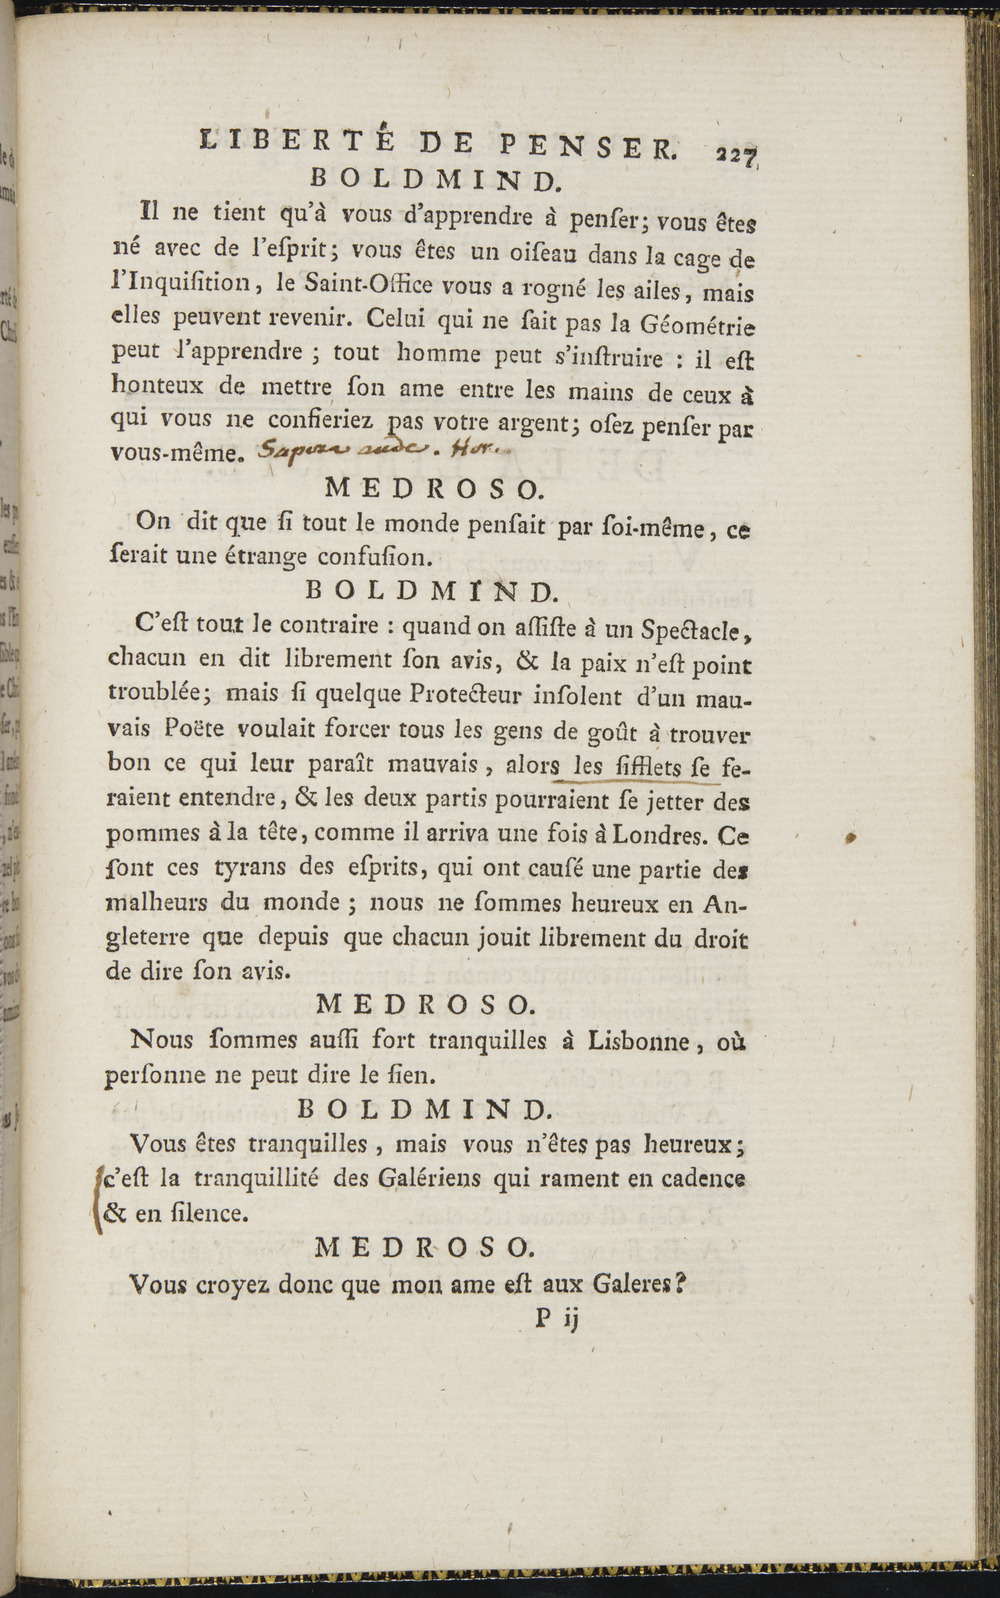 LIBERTÉ DE PENSER. 227
BOLDMIND.
Il ne tient qu'à vous d'apprendre à penſer; vous êtes
né avec de l'eſprit; vous êtes un oiſeau dans la cage de
l'Inquiſition, le Saint-Office vous a rogné les ailes, mais
elles peuvent revenir. Celui qui ne ſait pas la Géométrie
peut l'apprendre ; tout homme peut s'inſtruire : il eſt
honteux de mettre ſon ame entre les mains de ceux à
qui vous ne confieriez pas votre argent; oſez penſer par
vous-même. Sapere aude. Hor.
MEDROSO.
On dit que ſi tout le monde penſait par ſoi-même, ce
ſerait une étrange confuſion.
BOLDMIND.
C'eſt tout le contraire : quand on aſſiſte à un Spectacle,
chacun en dit librement ſon avis, & la paix n'eſt point
troublée; mais ſi quelque Protecteur inſolent d'un mau-
vais Poëte voulait forcer tous les gens de goût à trouver
bon ce qui leur paraît mauvais, alors les ſifflets ſe fe-
raient entendre, & les deux partis pourraient ſe jetter des
pommes à la tête, comme il arriva une fois à Londres. Ce
ſont ces tyrans des eſprits, qui ont cauſé une partie des
malheurs du monde ; nous ne ſommes heureux en An-
gleterre que depuis que chacun jouit librement du droit
de dire ſon avis.
MEDROSO.
Nous ſommes auſſi fort tranquilles à Lisbonne, où
perſonne ne peut dire le ſien.
BOLDMIND.
Vous êtes tranquilles, mais vous n'êtes pas heureux;
c'eſt la tranquillité des Galériens qui rament en cadence
& en ſilence.
MEDROSO.
Vous croyez donc que mon ame eſt aux Galeres?
P ij